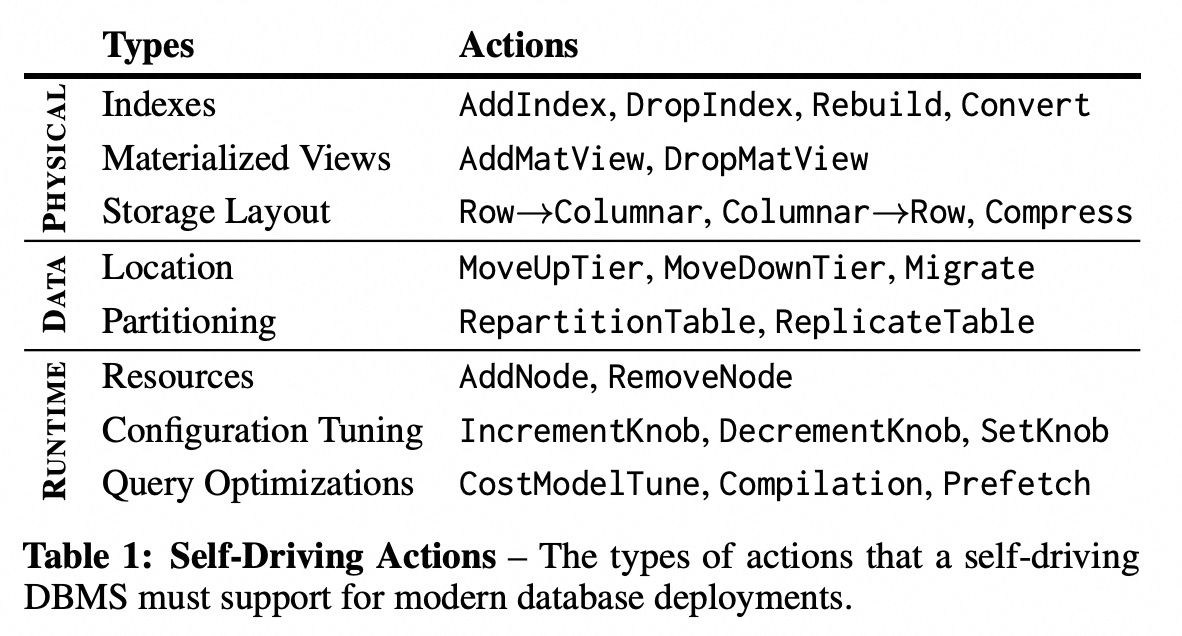 Types Actions
PHYSICAL
Indexes AddIndex, DropIndex, Rebuild, Convert
Materialized Views AddMatView, DropMatView
Storage Layout Row→Columnar, Columnar→Row, Compress
DATA
Location MoveUpTier, MoveDownTier, Migrate
Partitioning RepartitionTable, ReplicateTable
RUNTIME
Resources AddNode, RemoveNode
Configuration Tuning IncrementKnob, DecrementKnob, SetKnob
Query Optimizations CostModelTune, Compilation, Prefetch
Table 1: Self-Driving Actions – The types of actions that a self-driving
DBMS must support for modern database deployments.